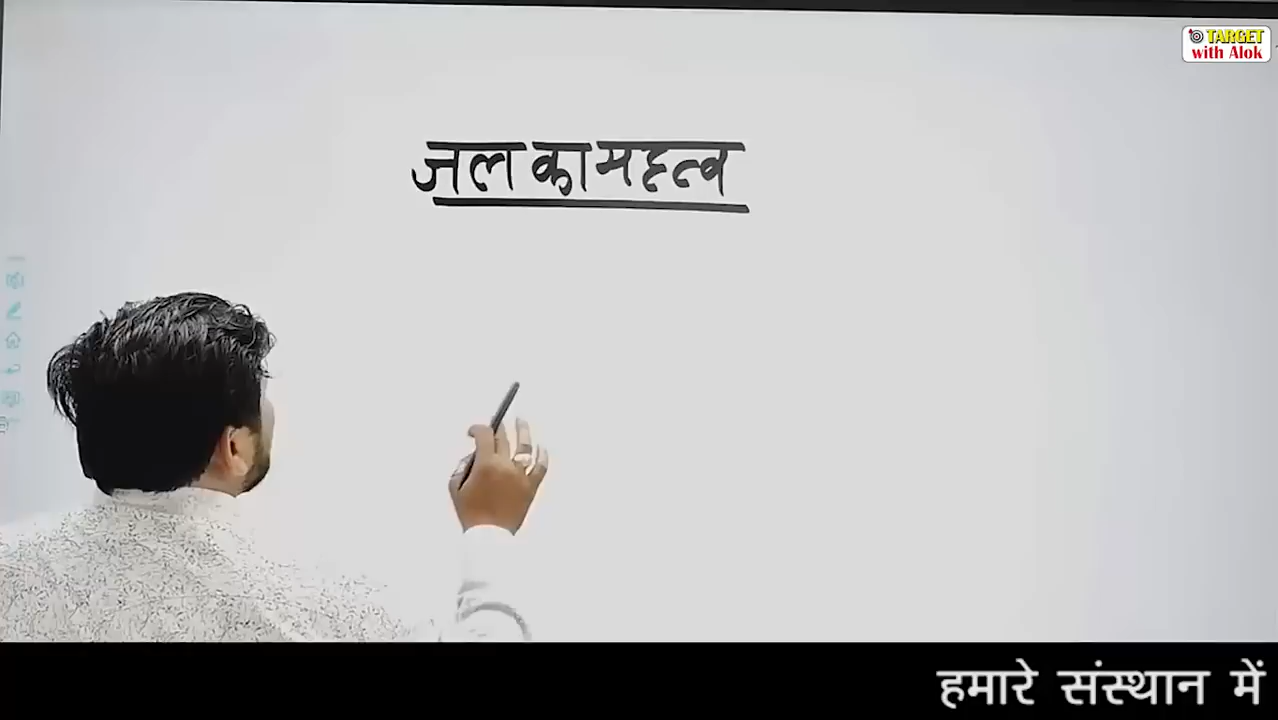 TARGET
with Alok
जल का महत्व
हमारे संस्थान में